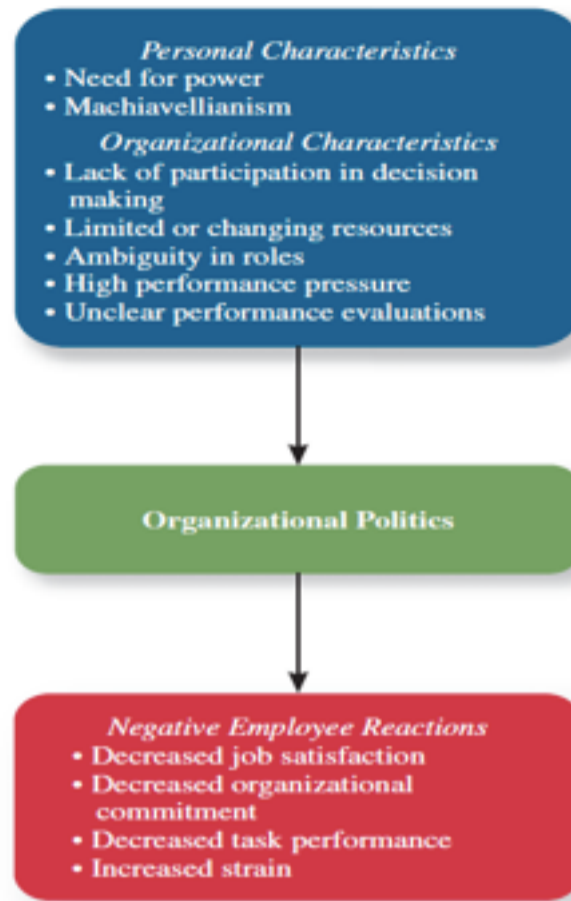 Personal Characteristics
• Need for power
• Machiavellianism
Organizational Characteristics
• Lack of participation in decision
making
• Limited or changing resources
• Ambiguity in roles
• High performance pressure
• Unclear performance evaluations
Organizational Politics
Negative Employee Reactions
• Decreased job satisfaction
• Decreased organizational
commitment
• Decreased task performance
• Increased strain